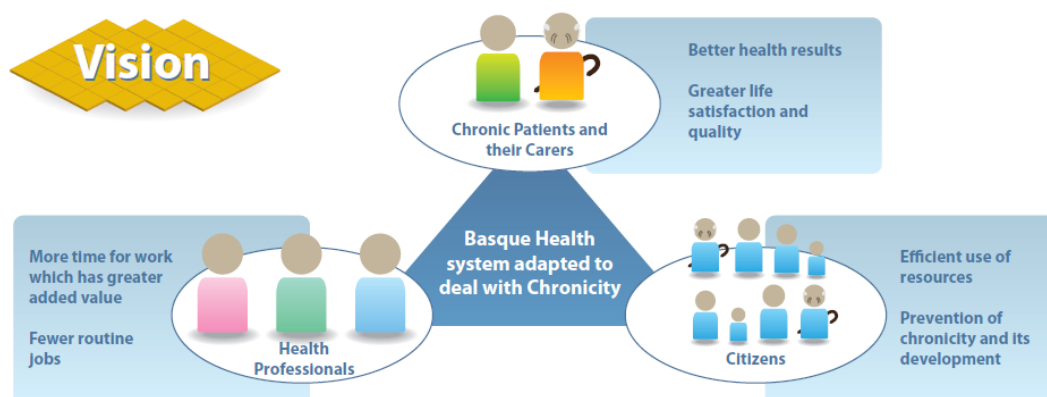 Vision
Chronic Patients and
their Carers
Better health results
Greater life
satisfaction and
quality
Basque Health
system adapted to
deal with Chronicity
More time for work
which has greater
added value
Fewer routine
jobs
Health
Professionals
Citizens
Efficient use of
resources
Prevention of
chronicity and its
development